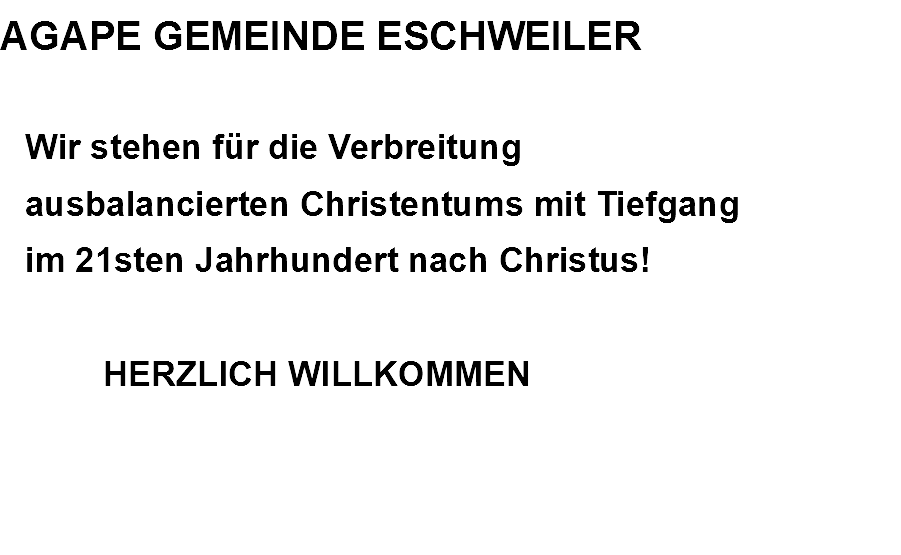 AGAPE GEMEINDE ESCHWEILER
Wir stehen für die Verbreitung
ausbalancierten Christentums mit Tiefgang
im 21sten Jahrhundert nach Christus!
HERZLICH WILLKOMMEN